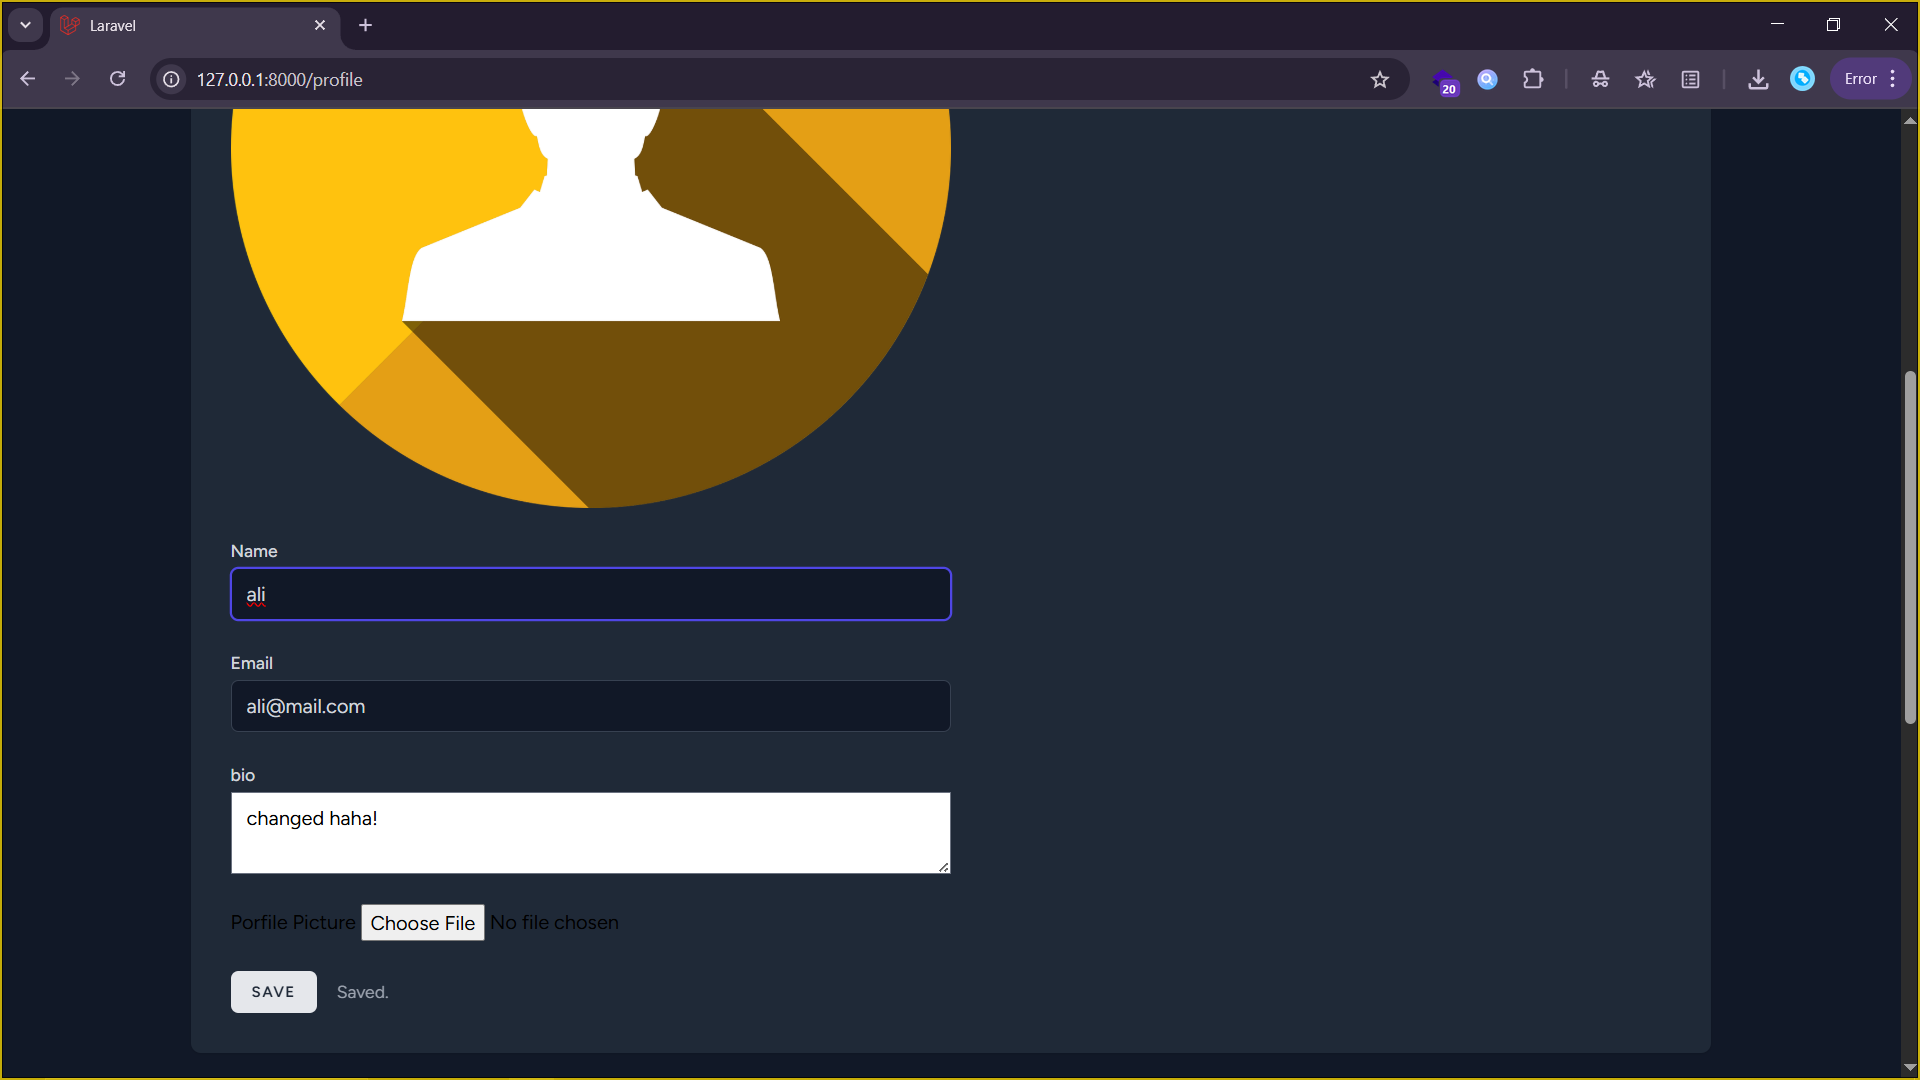 Laravel
127.0.0.1:8000/profile
20
Error
Name
ali
Email
ali@mail.com
bio
changed haha!
Porfile Picture Choose File No file chosen
SAVE Saved.